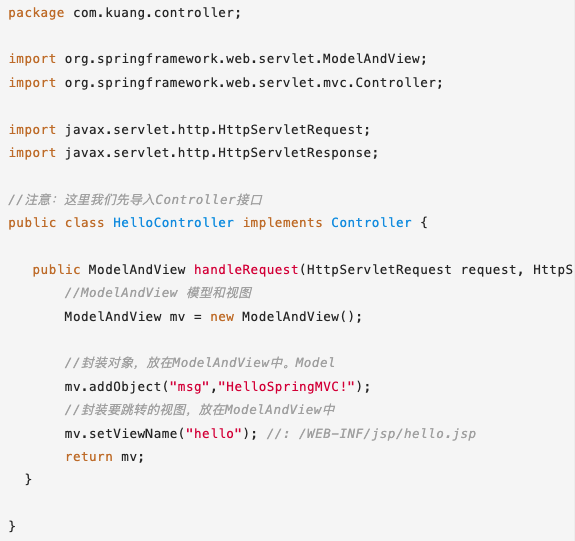 package com.kuang.controller;
import org.springframework.web.servlet.ModelAndView;
import org.springframework.web.servlet.mvc.Controller;
import javax.servlet.http.HttpServletRequest;
import javax.servlet.http.HttpServletResponse;
//注意：这里我们先导入Controller接口
public class HelloController implements Controller {
public ModelAndView handleRequest(HttpServletRequest request, HttpS
//ModelAndView 模型和视图
ModelAndView mv = new ModelAndView();
//封装对象，放在ModelAndView中。Model
mv.addObject("msg","HelloSpringMVC!");
//封装要跳转的视图，放在ModelAndView中
mv.setViewName("hello"); //: /WEB-INF/jsp/hello.jsp
return mv;
}
}